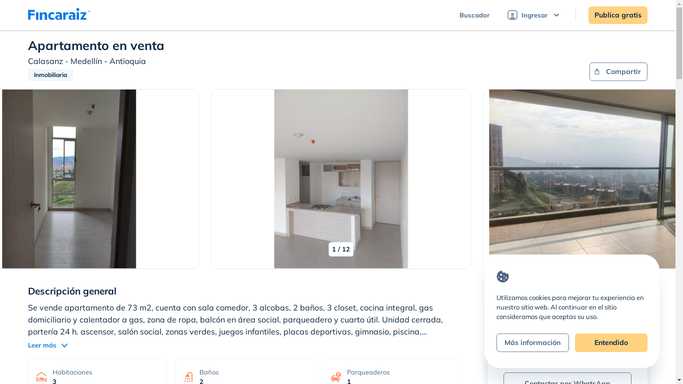 Fincaraíz
Buscador
Ingresar
Publica gratis
Apartamento en venta
Calasanz - Medellín - Antioquia
Inmobiliaria
Compartir
1 / 12
Descripción general
Se vende apartamento de 73 m2, cuenta con sala comedor, 3 alcobas, 2 baños, 3 closet, cocina integral, gas
domiciliario y calentador a gas, zona de ropa, balcón en área social, parqueadero y cuarto útil. Unidad cerrada,
portería 24 h. ascensor, salón social, zonas verdes, juegos infantiles, placas deportivas, gimnasio, piscina,...
Leer más
Habitaciones
3
Baños
2
Parqueaderos
1
Utilizamos cookies para mejorar tu experiencia en
nuestro sitio web. Al continuar en el sitio
consideramos que aceptas su uso.
Más información
Entendido
Contactar por WhatsApp